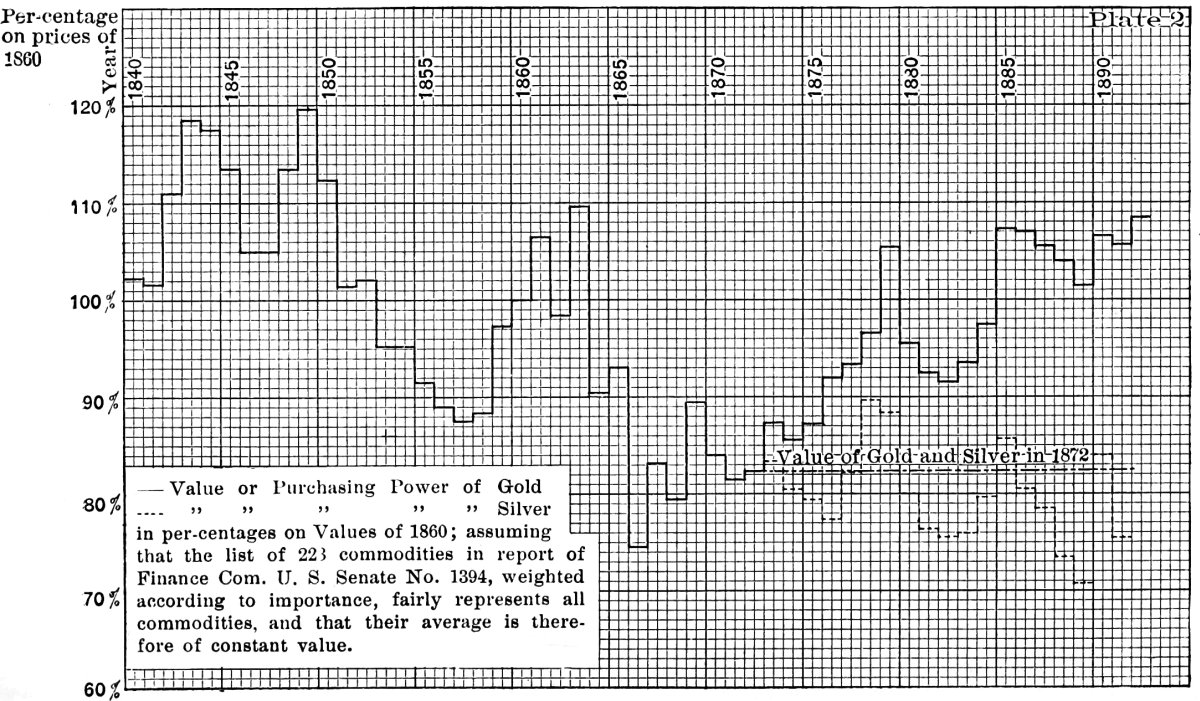 Per-centage
on prices of
1860
Plate 2
Year
1840
1845
1850
1855
1860
1865
1870
1875
1880
1885
1890
120%
110%
100%
90%
80%
70%
60%
Value of Gold and Silver in 1872
— Value or Purchasing Power of Gold
---- ,, ,, ,, ,, Silver
in per-centages on Values of 1860; assuming
that the list of 223 commodities in report of
Finance Com. U. S. Senate No. 1394, weighted
according to importance, fairly represents all
commodities, and that their average is there-
fore of constant value.